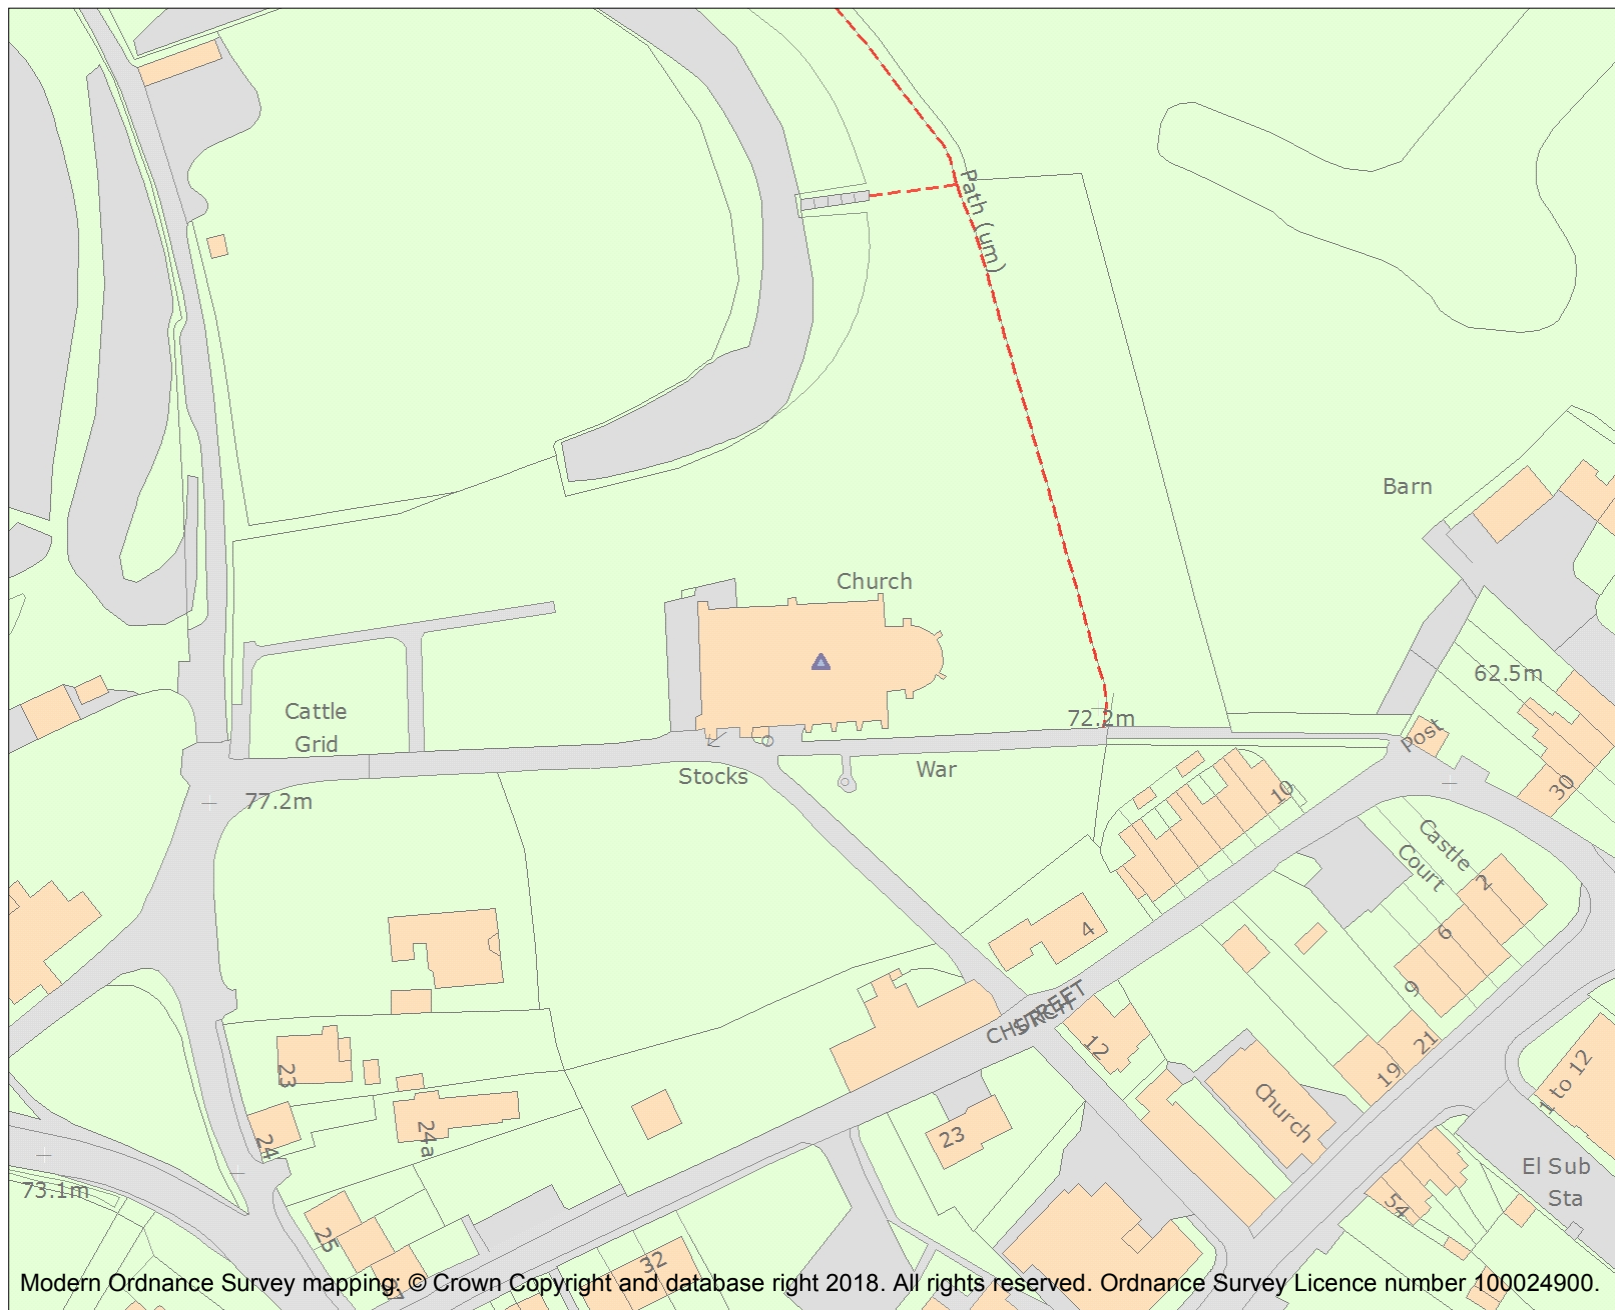 Path (um)
Barn
Church
62.5m
Cattle
Grid
72.2m
Post
Stocks
War
77.2m
10
30
Castle
Court
2
4
6
9
CHURCH
STREET
12
21
19
23
1 to 12
Church
24
24a
23
El Sub
Sta
73.1m
54
25
32
Modern Ordnance Survey mapping: © Crown Copyright and database right 2018. All rights reserved. Ordnance Survey Licence number 100024900.